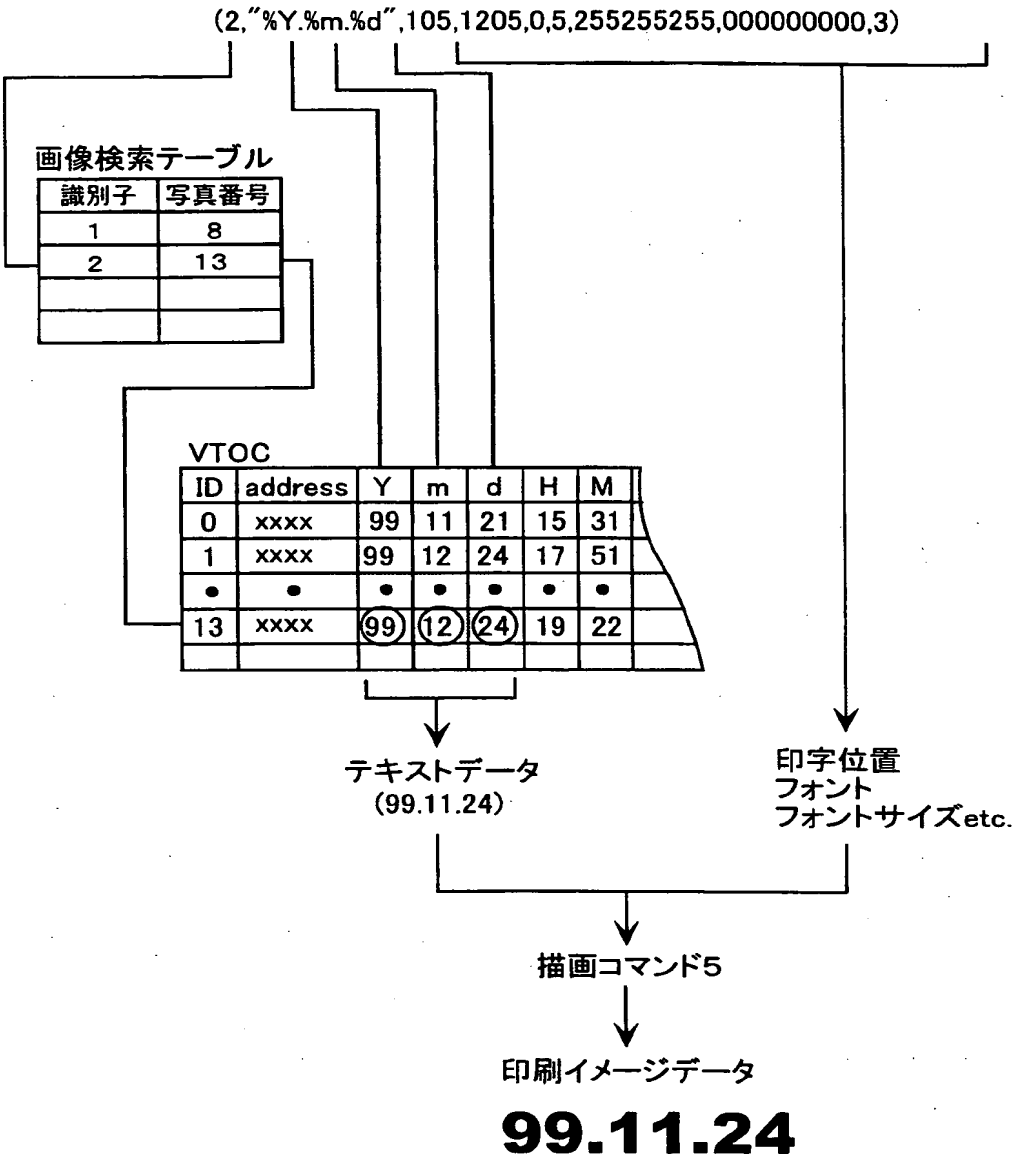 (2,"%Y.%m.%d",105,1205,0,5,255255255,000000000,3)
画像検索テーブル
識別子 写真番号
1 8
2 13
VTOC
ID address Y m d H M
0 xxxx 99 11 21 15 31
1 xxxx 99 12 24 17 51
● ● ● ● ● ● ●
13 xxxx 99 12 24 19 22
テキストデータ
(99.11.24)
印字位置
フォント
フォントサイズetc.
描画コマンド5
印刷イメージデータ
99.11.24